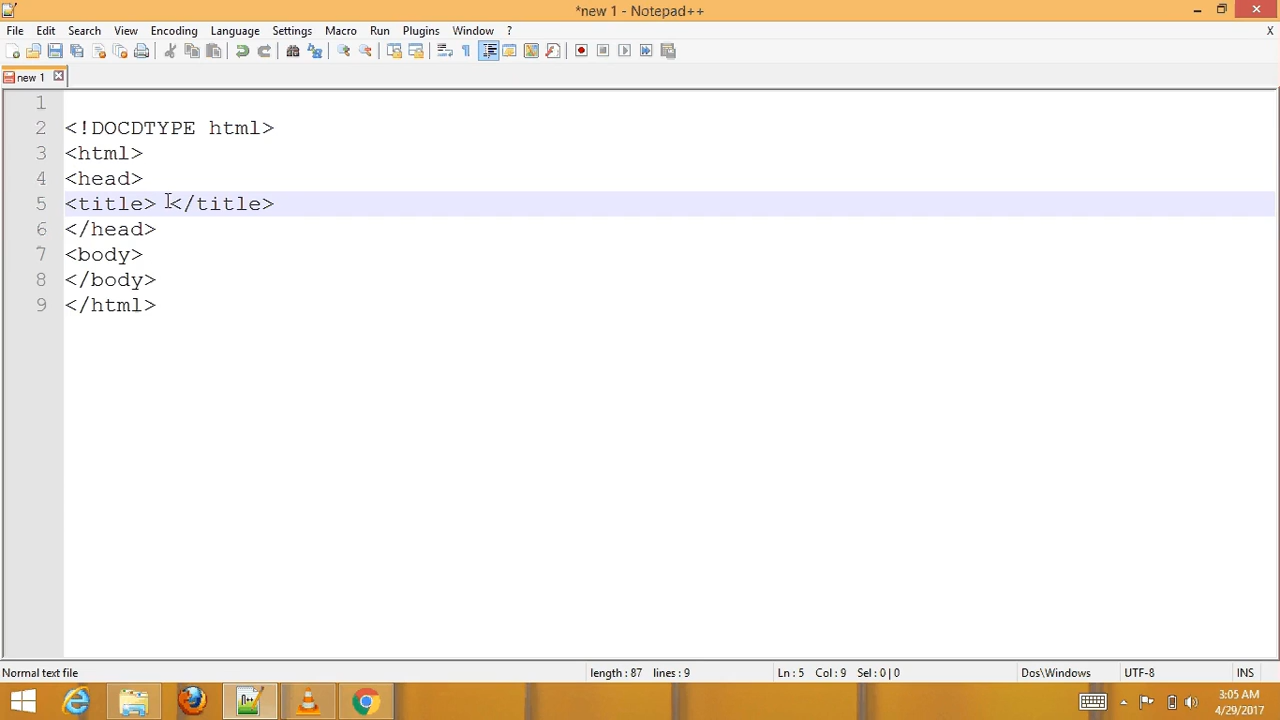 *new 1 - Notepad++
File Edit Search View Encoding Language Settings Macro Run Plugins Window ? X
new 1
1
2 <!DOCDTYPE html>
3 <html>
4 <head>
5 <title> </title>
6 </head>
7 <body>
8 </body>
9 </html>
Normal text file length : 87 lines : 9 Ln : 5 Col : 9 Sel : 0 | 0 Dos\Windows UTF-8 INS
3:05 AM
4/29/2017